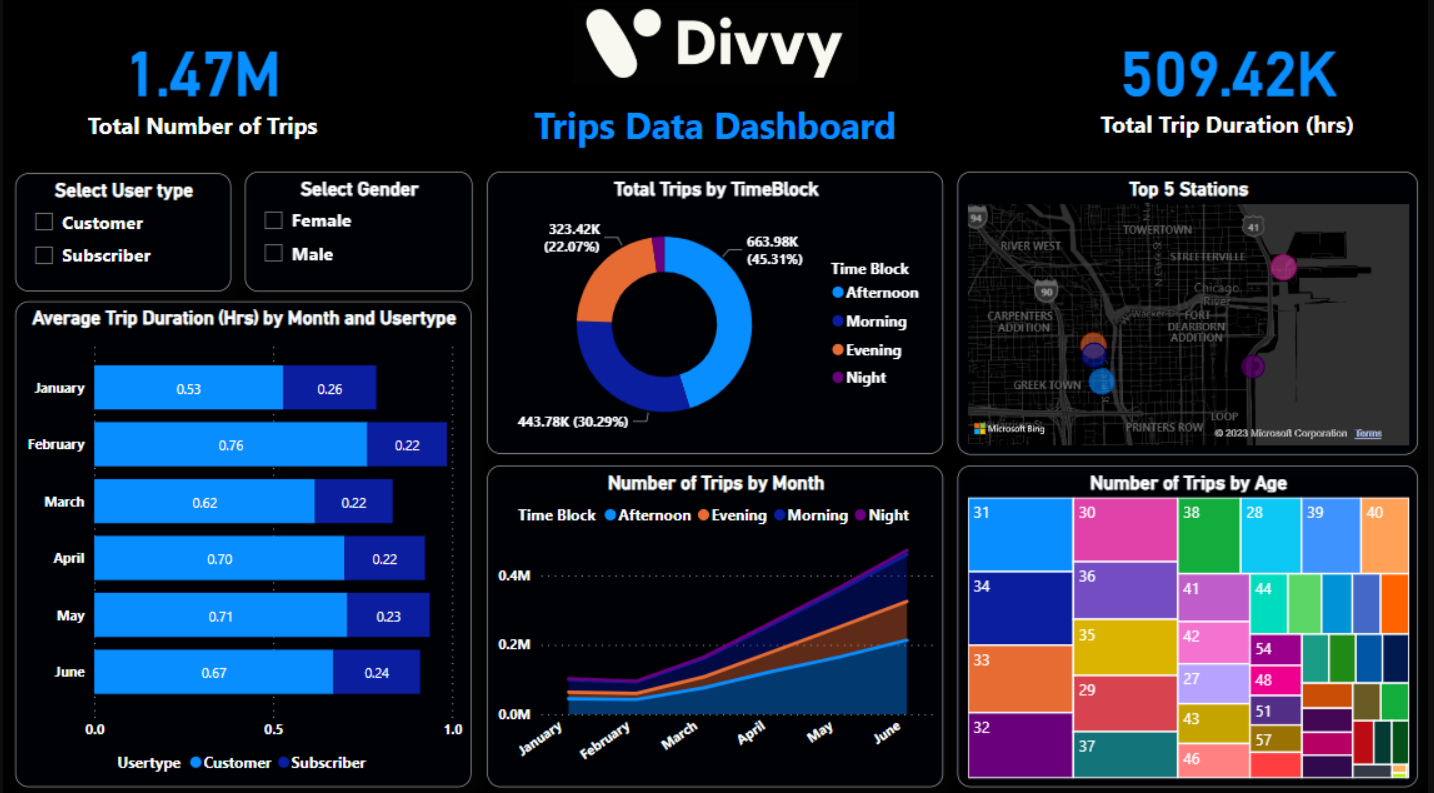 Divvy
1.47M
Total Number of Trips
Trips Data Dashboard
509.42K
Total Trip Duration (hrs)
Select User type
Customer
Subscriber
Select Gender
Female
Male
Average Trip Duration (Hrs) by Month and Usertype
January
0.53
0.26
February
0.76
0.22
March
0.62
0.22
April
0.70
0.22
May
0.71
0.23
June
0.67
0.24
0.0
0.5
1.0
Usertype
Customer
Subscriber
Total Trips by TimeBlock
323.42K
(22.07%)
663.98K
(45.31%)
443.78K (30.29%)
Time Block
Afternoon
Morning
Evening
Night
Number of Trips by Month
Time Block
Afternoon
Evening
Morning
Night
0.4M
0.2M
0.0M
January
February
March
April
May
June
Top 5 Stations
94
RIVER WEST
TOWERTOWN
41
STREETERVILLE
90
Chicago
River
CARPENTERS
ADDITION
FORT
DEARBORN
ADDITION
GREEK TOWN
LOOP
PRINTERS ROW
Microsoft Bing
© 2023 Microsoft Corporation
Terms
Number of Trips by Age
31
34
33
32
30
36
35
29
37
38
28
39
40
41
42
27
43
46
44
54
48
51
57